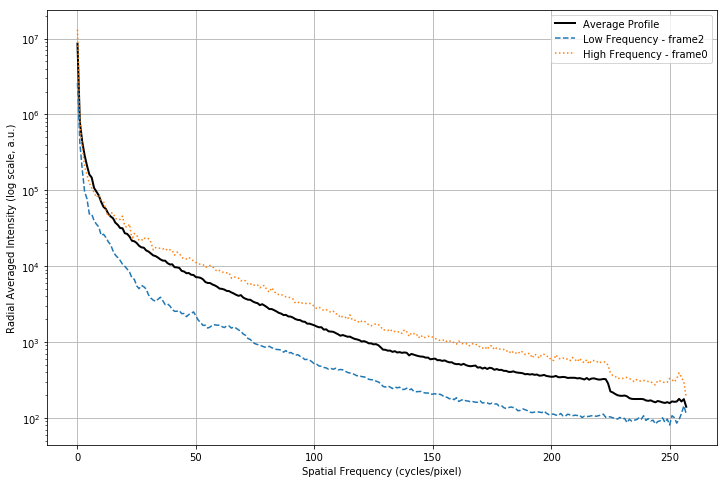 Average Profile
Low Frequency - frame2
High Frequency - frame0
Radial Averaged Intensity (log scale, a.u.)
10⁷
10⁶
10⁵
10⁴
10³
10²
0 50 100 150 200 250
Spatial Frequency (cycles/pixel)